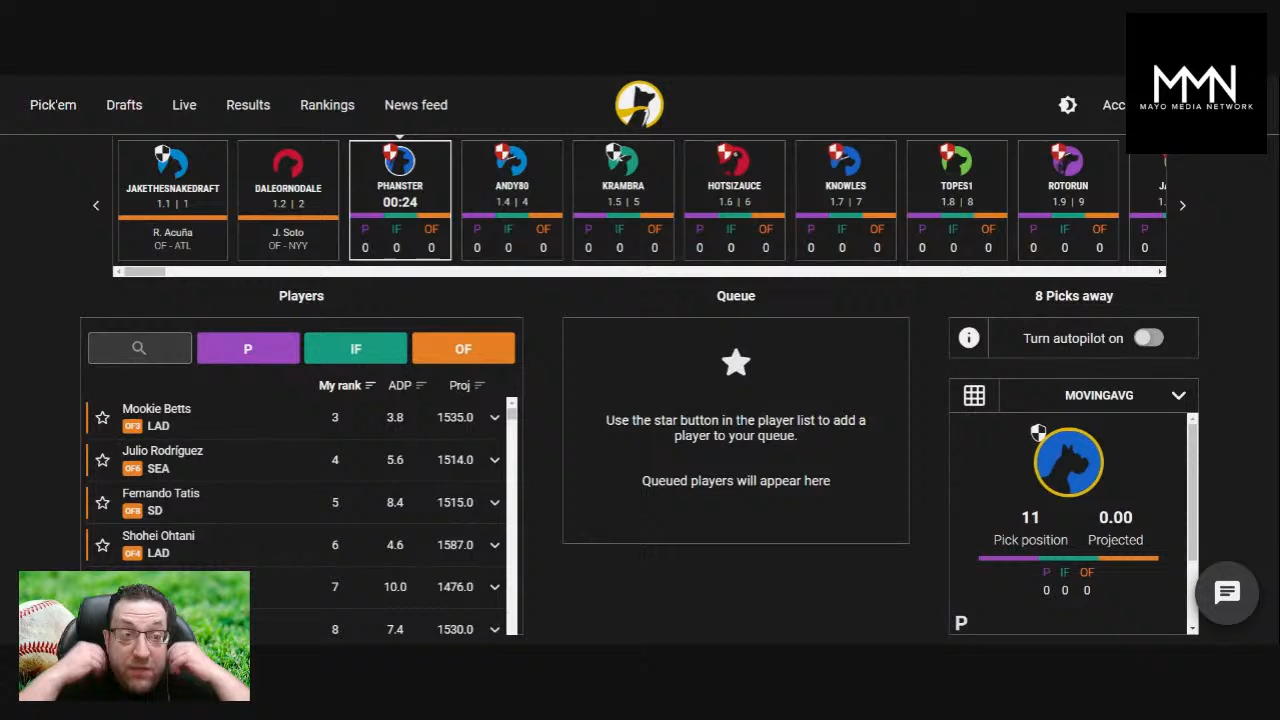 MMN
MAYO MEDIA NETWORK
Pick'em Drafts Live Results Rankings News feed Acc
JAKETHESNAKEDRAFT DALEORNODALE PHANSTER ANDY80 KRAMBRA HOTSIZAUCE KNOWLES TOPES1 ROTORUN JA
1.1 | 1 1.2 | 2 00:24 1.4 | 4 1.5 | 5 1.6 | 6 1.7 | 7 1.8 | 8 1.9 | 9 1.
R. Acuña J. Soto P IF OF P IF OF P IF OF P IF OF P IF OF P IF OF P IF OF P
OF - ATL OF - NYY 0 0 0 0 0 0 0 0 0 0 0 0 0 0 0 0 0 0 0 0 0 0
Players Queue 8 Picks away
P IF OF
Turn autopilot on
My rank ADP Proj
MOVINGAVG
Mookie Betts
OF3 LAD 3 3.8 1535.0
Julio Rodríguez
OF6 SEA 4 5.6 1514.0
Fernando Tatis
OF8 SD 5 8.4 1515.0
Shohei Ohtani
OF4 LAD 6 4.6 1587.0
7 10.0 1476.0
8 7.4 1530.0
Use the star button in the player list to add a
player to your queue.
Queued players will appear here
11 0.00
Pick position Projected
P IF OF
0 0 0
P